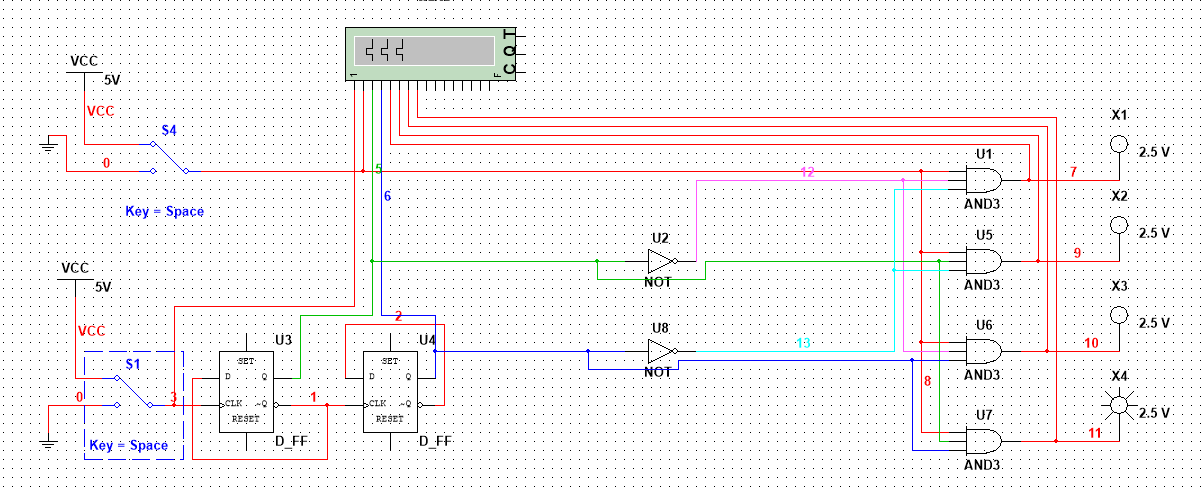 T
Q
C
1
F
VCC
5V
VCC
S4
0
Key = Space
5
6
12
U1
AND3
X1
2.5 V
7
X2
2.5 V
U2
NOT
U5
AND3
9
VCC
5V
VCC
S1
0
3
Key = Space
2
U3
SET
D Q
CLK ~Q
RESET
D_FF
1
U4
SET
D Q
CLK ~Q
RESET
D_FF
U8
NOT
13
U6
AND3
X3
2.5 V
10
8
X4
2.5 V
U7
AND3
11